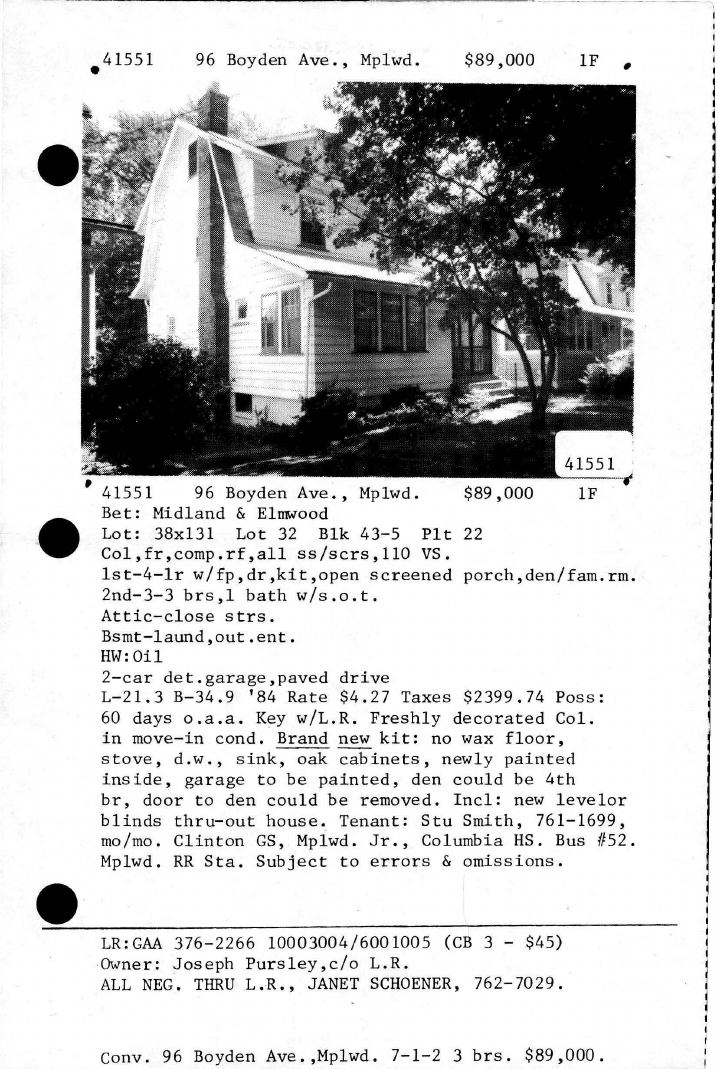 41551 96 Boyden Ave., Mplwd. $89,000 1F
41551
41551 96 Boyden Ave., Mplwd. $89,000 1F
Bet: Midland & Elmwood
Lot: 38x131 Lot 32 Blk 43-5 Plt 22
Col,fr,comp.rf,all ss/scrs,110 VS.
1st-4-lr w/fp,dr,kit,open screened porch,den/fam.rm.
2nd-3-3 brs,1 bath w/s.o.t.
Attic-close strs.
Bsmt-laund,out.ent.
HW:Oil
2-car det.garage,paved drive
L-21.3 B-34.9 '84 Rate $4.27 Taxes $2399.74 Poss:
60 days o.a.a. Key w/L.R. Freshly decorated Col.
in move-in cond. Brand new kit: no wax floor,
stove, d.w., sink, oak cabinets, newly painted
inside, garage to be painted, den could be 4th
br, door to den could be removed. Incl: new levelor
blinds thru-out house. Tenant: Stu Smith, 761-1699,
mo/mo. Clinton GS, Mplwd. Jr., Columbia HS. Bus #52.
Mplwd. RR Sta. Subject to errors & omissions.
LR:GAA 376-2266 10003004/6001005 (CB 3 - $45)
Owner: Joseph Pursley,c/o L.R.
ALL NEG. THRU L.R., JANET SCHOENER, 762-7029.
Conv. 96 Boyden Ave.,Mplwd. 7-1-2 3 brs. $89,000.